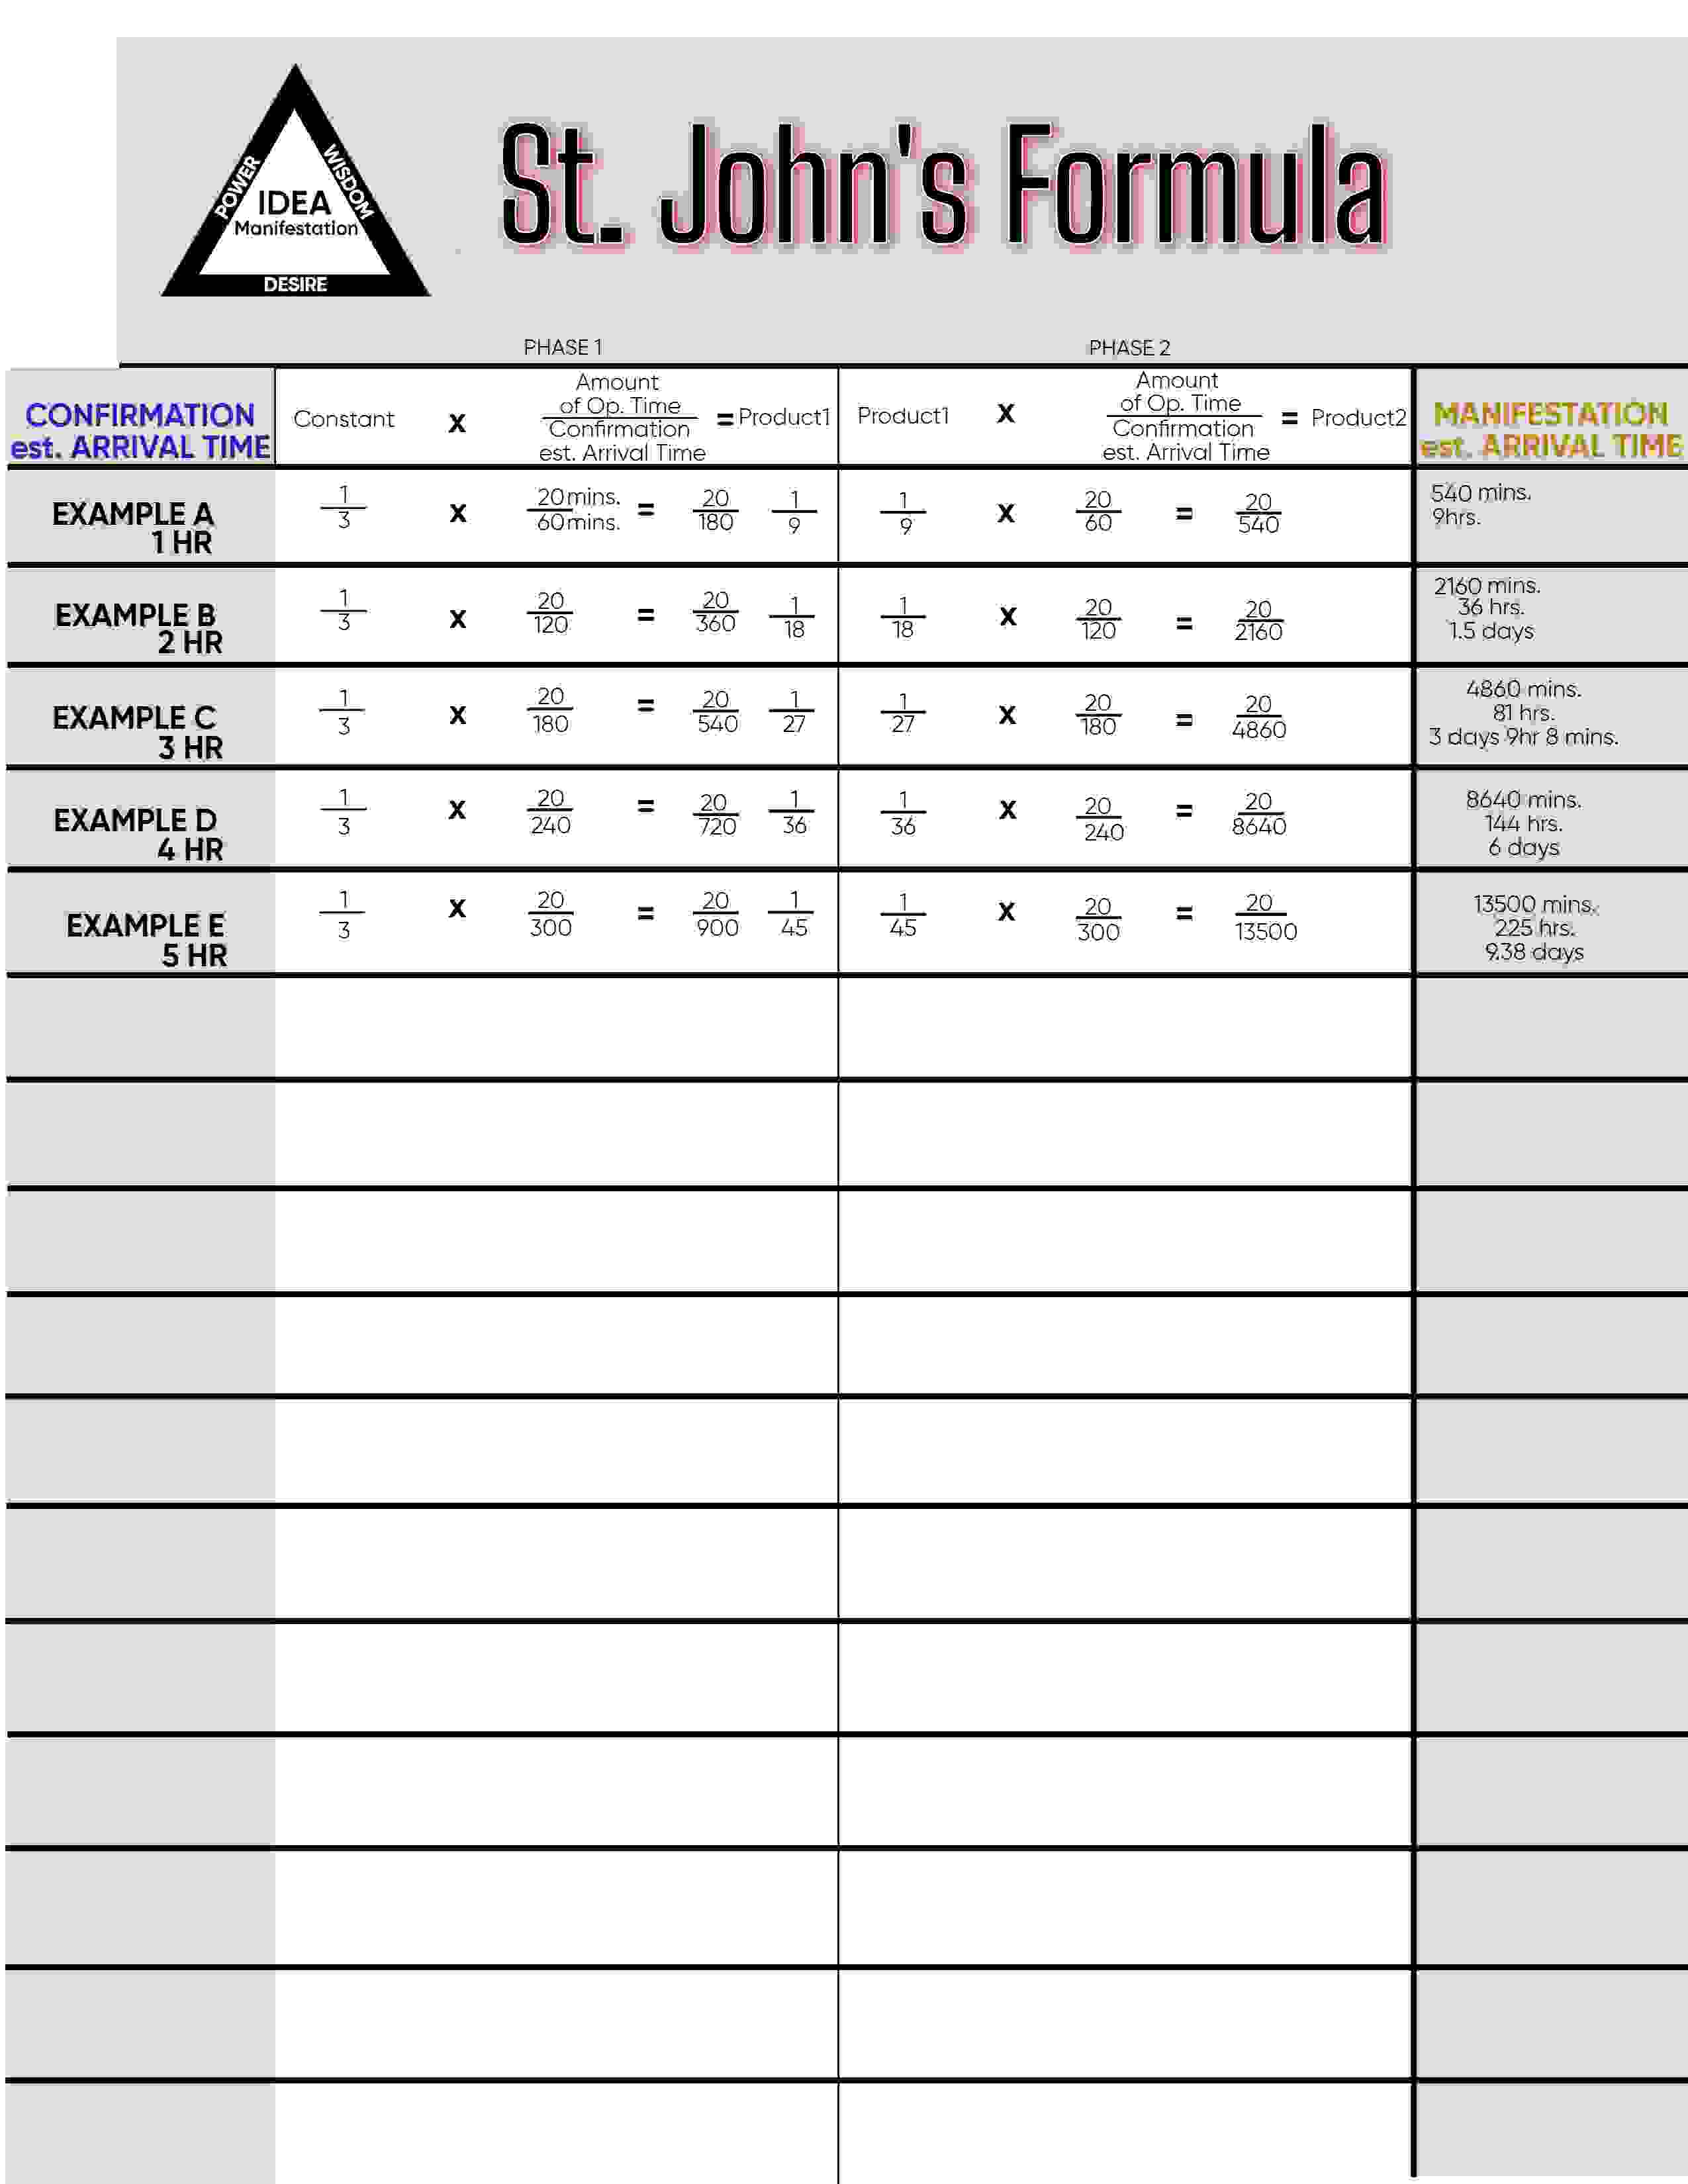 POWER
WISDOM
IDEA
Manifestation
DESIRE
St. John's Formula
PHASE 1
PHASE 2
CONFIRMATION
est. ARRIVAL TIME
Constant
x
Amount
of Op. Time
Confirmation
est. Arrival Time
= Product1
Product1
x
Amount
of Op. Time
Confirmation
est. Arrival Time
= Product2
MANIFESTATION
est. ARRIVAL TIME
EXAMPLE A
1 HR
1
3
x
20 mins.
60 mins.
=
20
180
1
9
1
9
x
20
60
=
20
540
540 mins.
9hrs.
EXAMPLE B
2 HR
1
3
x
20
120
=
20
360
1
18
1
18
x
20
120
=
20
2160
2160 mins.
36 hrs.
1.5 days
EXAMPLE C
3 HR
1
3
x
20
180
=
20
540
1
27
1
27
x
20
180
=
20
4860
4860 mins.
81 hrs.
3 days 9hr 8 mins.
EXAMPLE D
4 HR
1
3
x
20
240
=
20
720
1
36
1
36
x
20
240
=
20
8640
8640 mins.
144 hrs.
6 days
EXAMPLE E
5 HR
1
3
x
20
300
=
20
900
1
45
1
45
x
20
300
=
20
13500
13500 mins.
225 hrs.
9.38 days